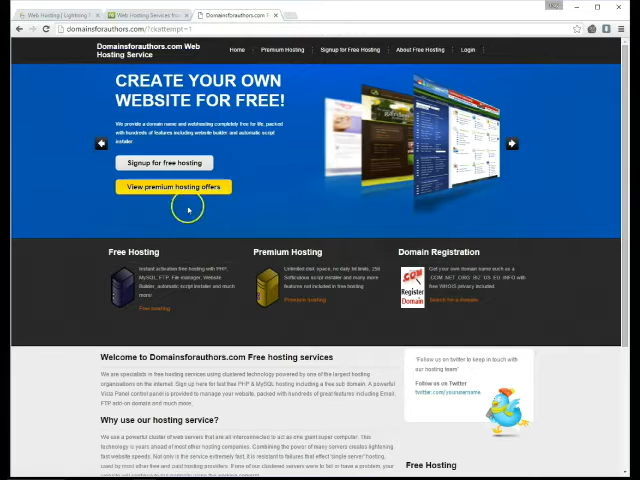 Web Hosting | Lightning
Web Hosting Services from
Domainsforauthors.com F
domainsforauthors.com/?ckattempt=1
Domainsforauthors.com Web
Hosting Service
Home
Premium Hosting
Signup for Free Hosting
About Free Hosting
Login
CREATE YOUR OWN
WEBSITE FOR FREE!
We provide a domain name and webhosting completely free for life, packed
with hundreds of features including website builder and automatic script
installer
Signup for free hosting
View premium hosting offers
Free Hosting
Instant activation free hosting with PHP,
MySQL, FTP, File manager, Website
Builder, automatic script installer and much
more!
Free hosting
Premium Hosting
Unlimited disk space, no daily hit limits, 250
Softaculous script installer and many more
features not included in free hosting
Premium hosting
Domain Registration
.COM
Register
Domain
Get your own domain name such as a
.COM .NET .ORG .BIZ .US .EU .INFO with
free WHOIS privacy included
Search for a domain
Welcome to Domainsforauthors.com Free hosting services
We are specialists in free hosting services using clustered technology powered by one of the largest hosting
organisations on the internet. Sign up here for fast free PHP & MySQL hosting including a free sub domain. A powerful
Vista Panel control panel is provided to manage your website, packed with hundreds of great features including Email,
FTP add-on domain and much more.
Why use our hosting service?
We use a powerful cluster of web servers that are interconnected to act as one giant super computer. This
technology is years ahead of most other hosting companies. Combining the power of many servers creates lightening
fast website speeds. Not only is the service extremely fast, it is resistant to failures that effect 'single server' hosting,
used by most other free and paid hosting providers. If one of our clustered servers were to fail or have a problem, your
"Follow us on twitter to keep in touch with
our hosting team"
Follow us on Twitter
twitter.com/yourusername
Free Hosting